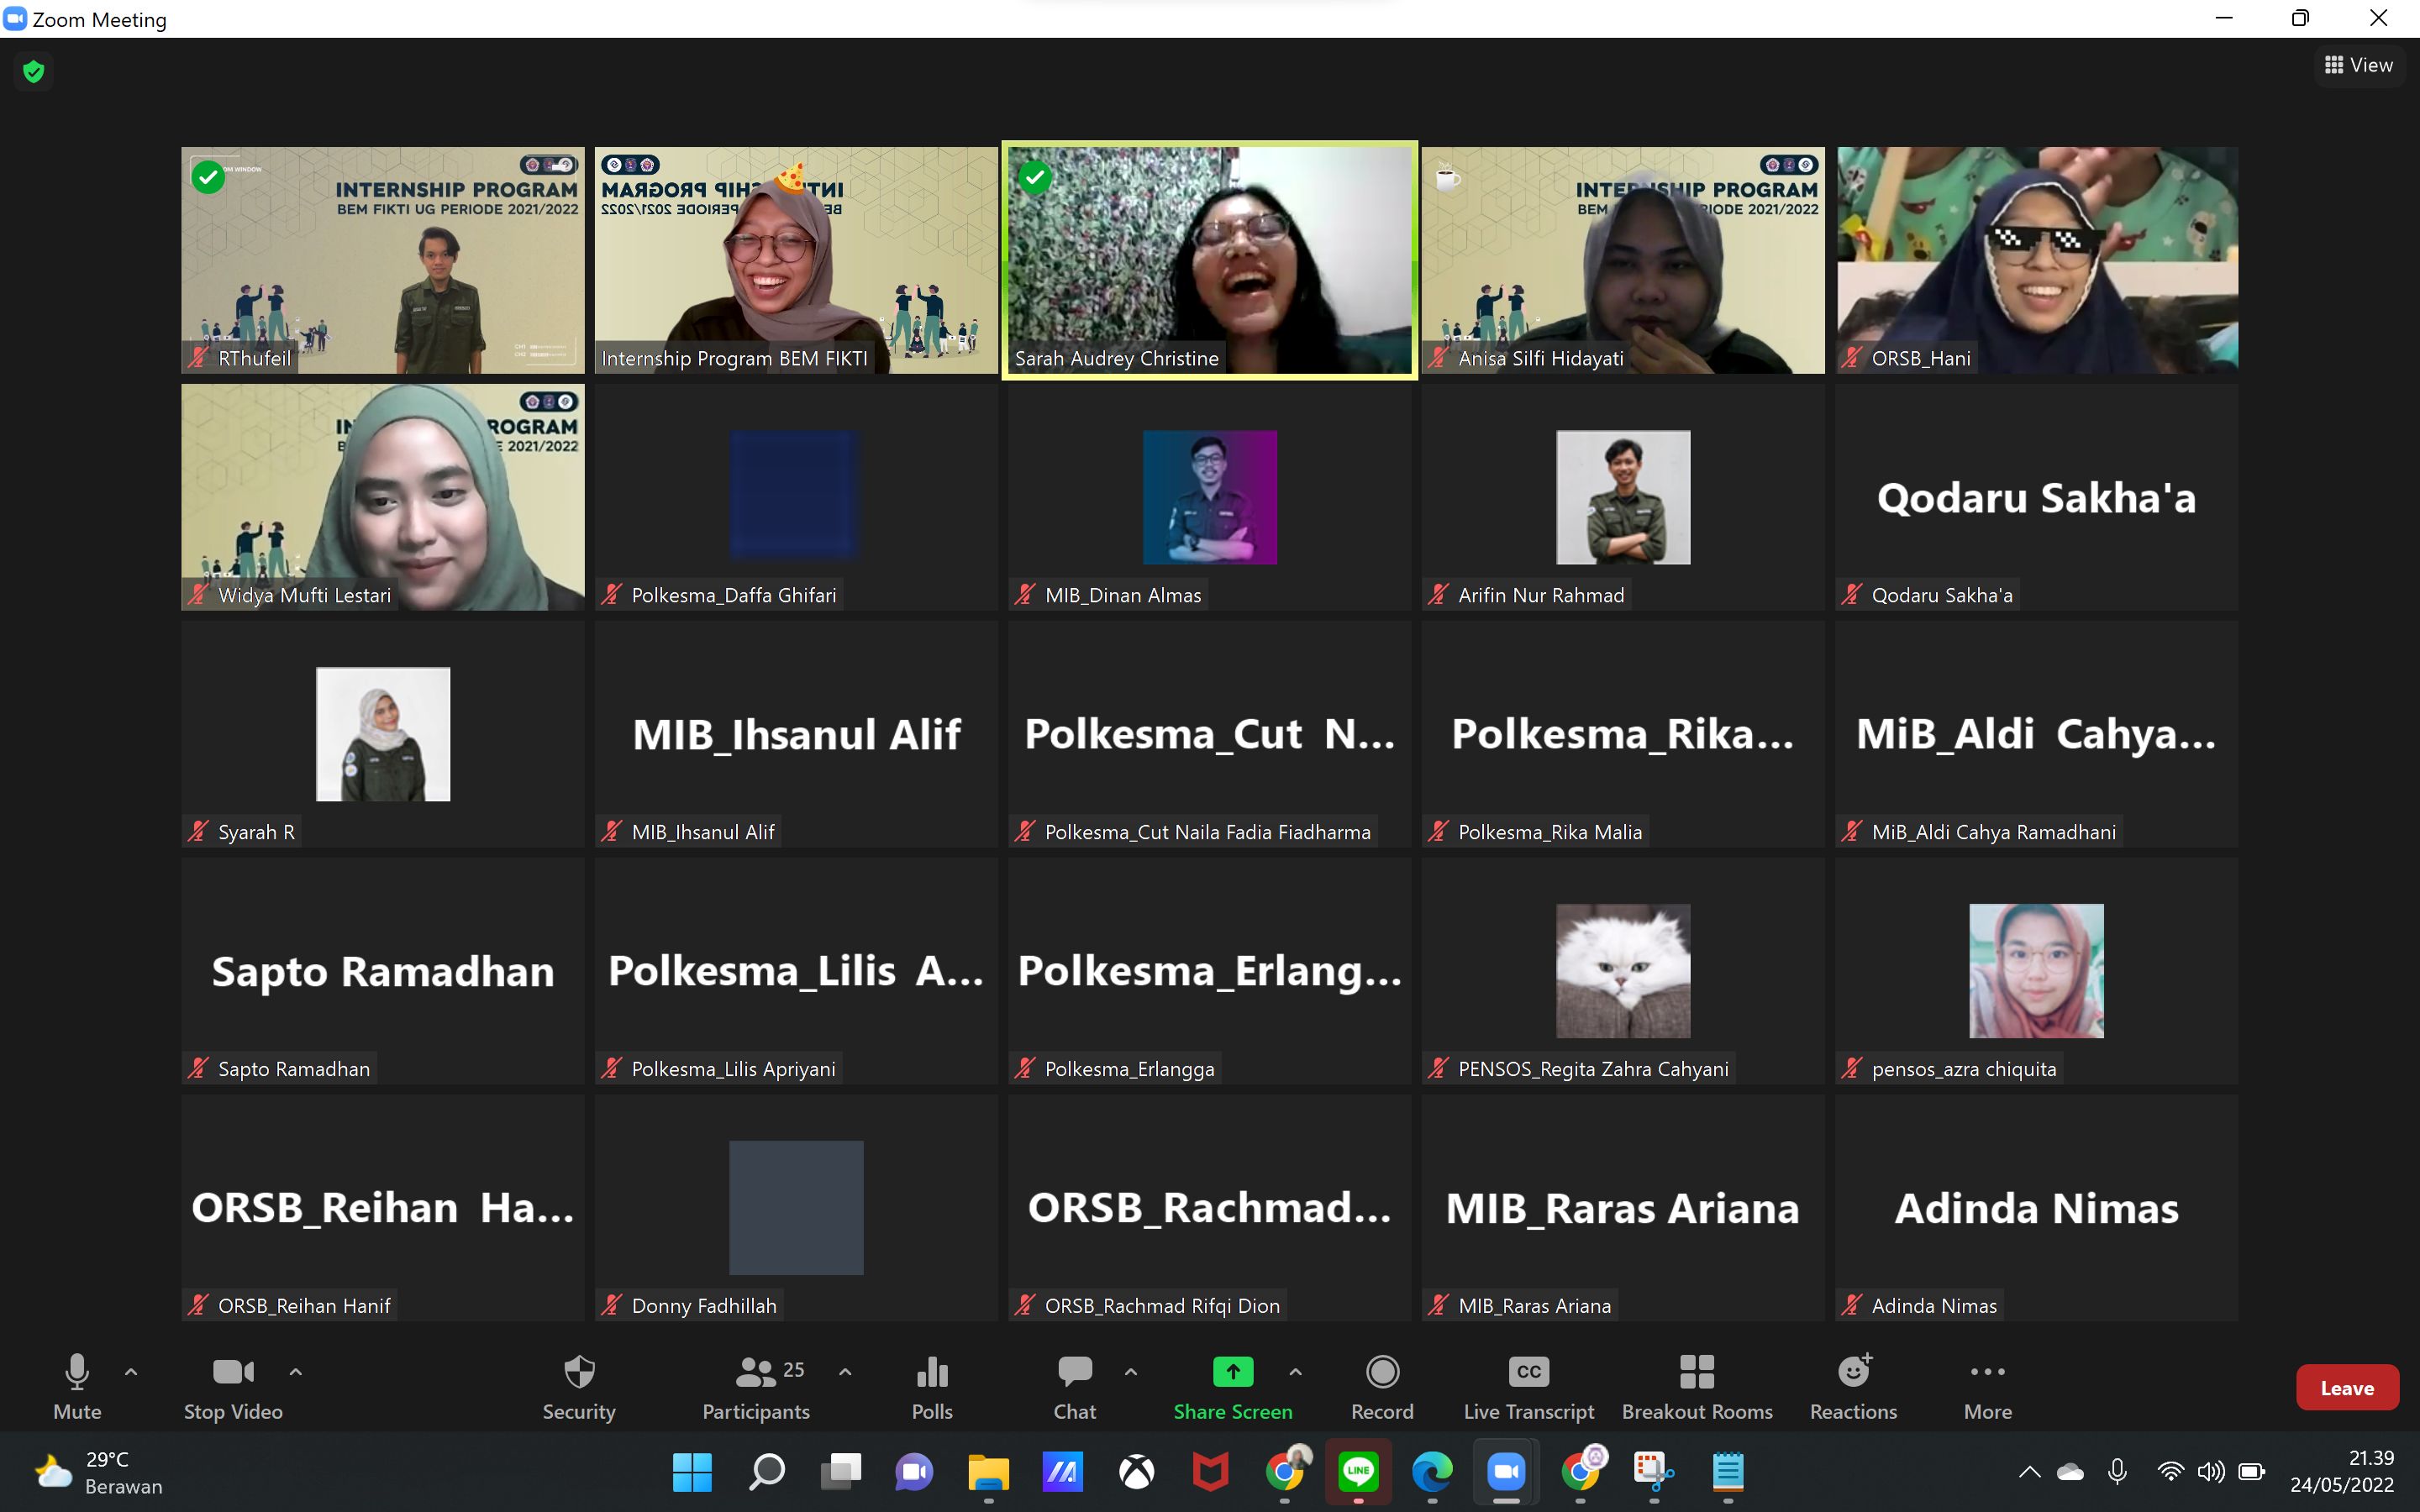 Zoom Meeting
View
INTERNSHIP PROGRAM
BEM FIKTI UG PERIODE 2021/2022
RThufeil
Internship Program BEM FIKTI
Sarah Audrey Christine
Anisa Silfi Hidayati
ORSB_Hani
Widya Mufti Lestari
Polkesma_Daffa Ghifari
MIB_Dinan Almas
Arifin Nur Rahmad
Qodaru Sakha'a
Qodaru Sakha'a
Syarah R
MIB_Ihsanul Alif
MIB_Ihsanul Alif
Polkesma_Cut N...
Polkesma_Cut Naila Fadia Fiadharma
Polkesma_Rika...
Polkesma_Rika Malia
MiB_Aldi Cahya...
MiB_Aldi Cahya Ramadhani
Sapto Ramadhan
Sapto Ramadhan
Polkesma_Lilis A...
Polkesma_Lilis Apriyani
Polkesma_Erlang...
Polkesma_Erlangga
PENSOS_Regita Zahra Cahyani
pensos_azra chiquita
ORSB_Reihan Ha...
ORSB_Reihan Hanif
Donny Fadhillah
ORSB_Rachmad...
ORSB_Rachmad Rifqi Dion
MIB_Raras Ariana
MIB_Raras Ariana
Adinda Nimas
Adinda Nimas
Mute
Stop Video
Security
25
Participants
Polls
Chat
Share Screen
Record
CC
Live Transcript
Breakout Rooms
Reactions
More
Leave
29°C
Berawan
LINE
21.39
24/05/2022